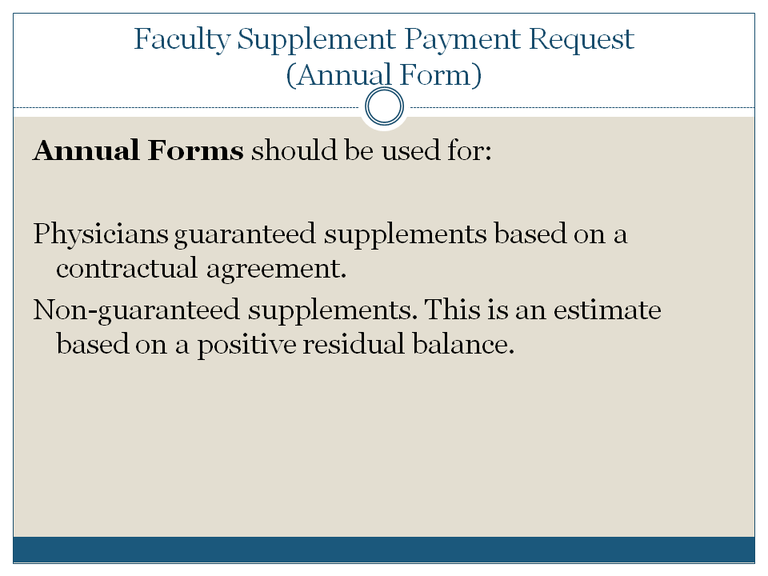 Faculty Supplement Payment Request
(Annual Form)
Annual Forms should be used for:
Physicians guaranteed supplements based on a
contractual agreement.
Non-guaranteed supplements. This is an estimate
based on a positive residual balance.